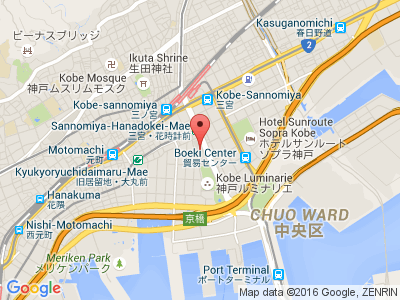 Kasuganomichi
春日野道
ビーナスブリッジ
2
Ikuta Shrine
生田神社
Kobe Mosque
神戸ムスリムモスク
Kobe-Sannomiya
三宮
Kobe-sannomiya
三ノ宮
Sannomiya-Hanadokei-Mae
三宮・花時計前
Hotel Sunroute
Sopra Kobe
ホテルサンルート
ソプラ神戸
Motomachi
元町
Boeki Center
貿易センター
Kyukyoryuchidaimaru-Mae
旧居留地・大丸前
Kobe Luminarie
神戸ルミナリエ
Hanakuma
花隈
京橋
CHUO WARD
中央区
Nishi-Motomachi
西元町
Meriken Park
メリケンパーク
Port Terminal
ポートターミナル
Google
Map data ©2016 Google, ZENRIN